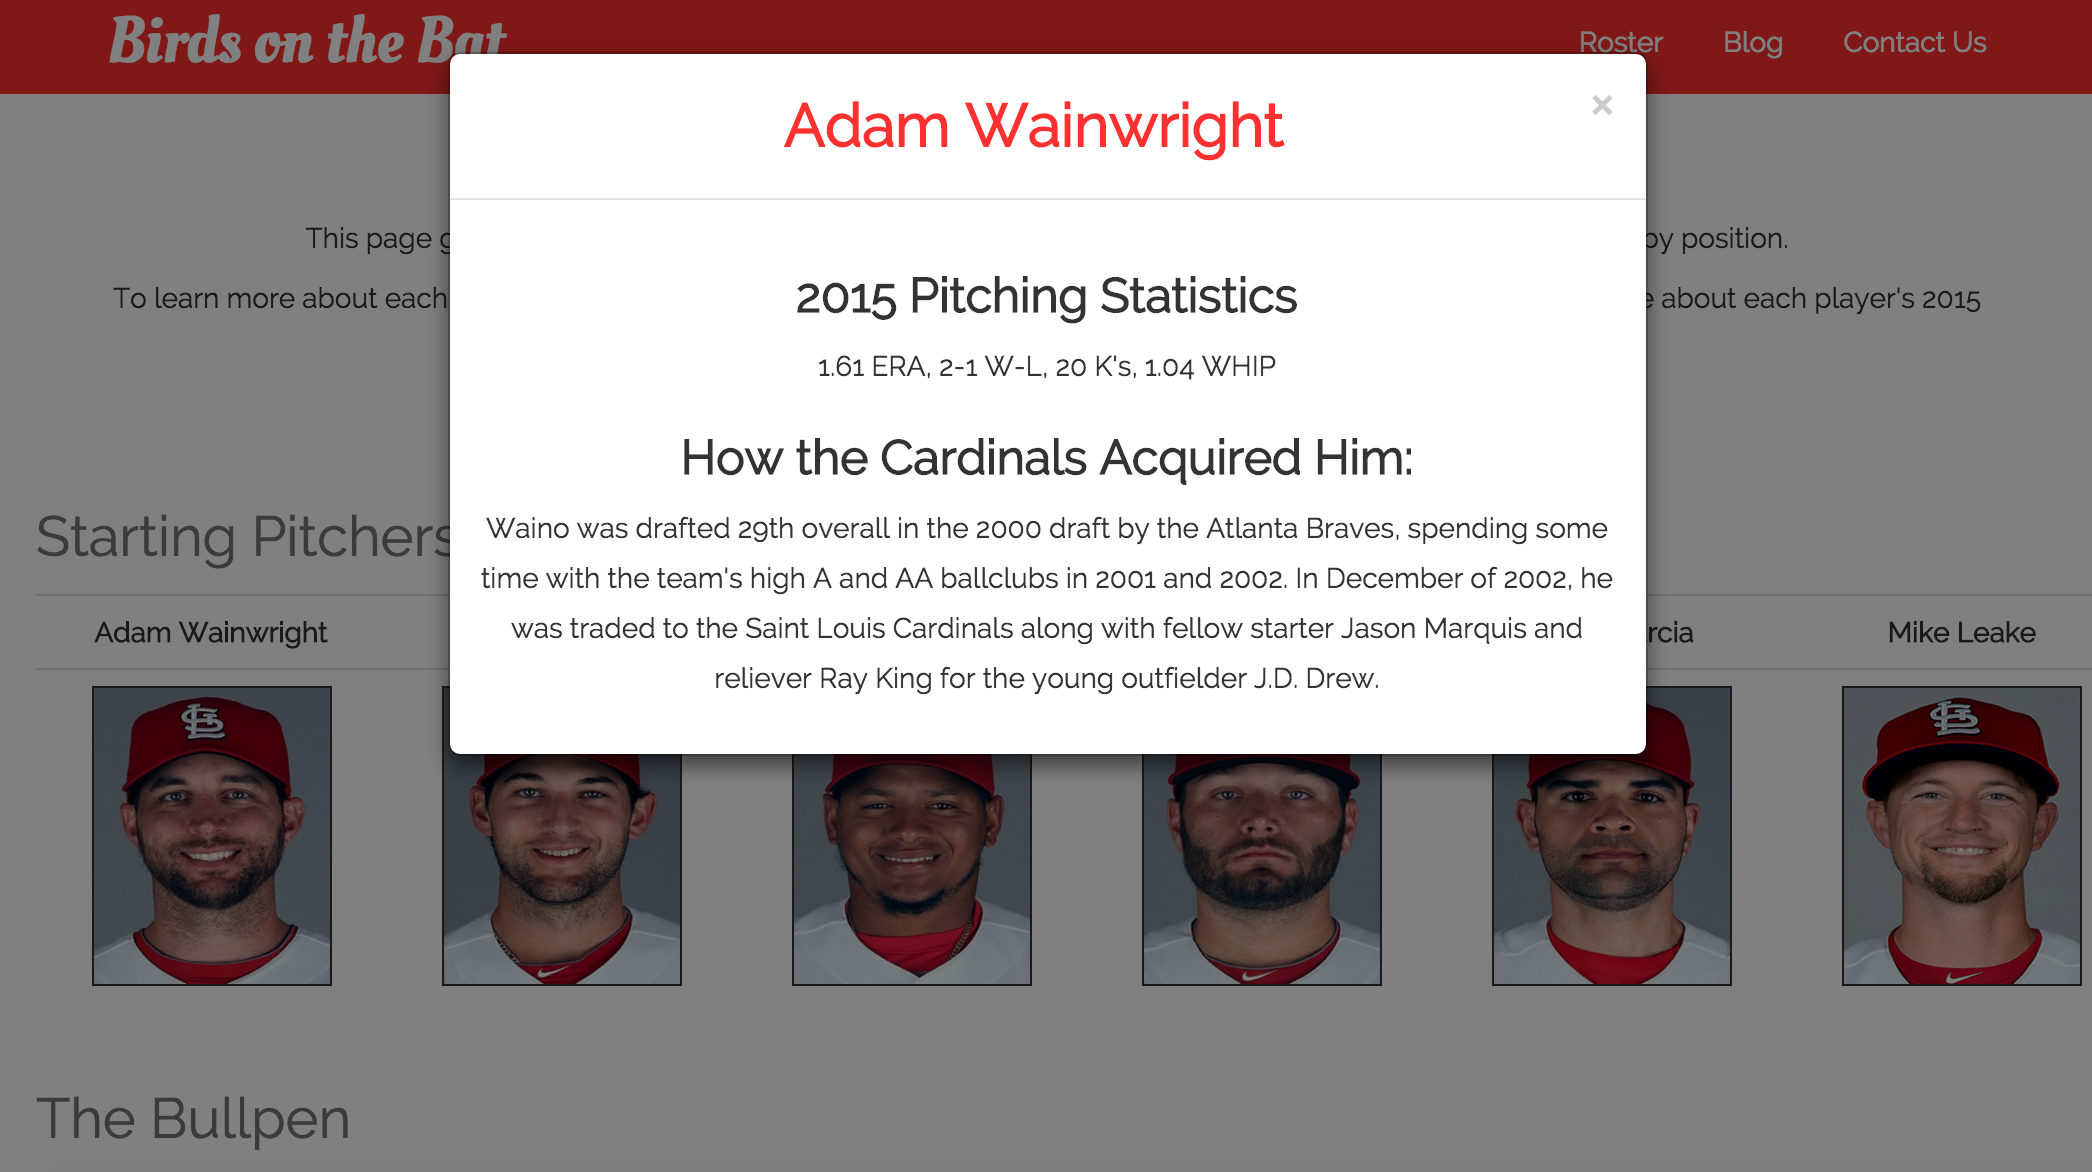 Birds on the Bat
Roster Blog Contact Us
Adam Wainwright
×
This page
by position.
To learn more about each
about each player's 2015
2015 Pitching Statistics
1.61 ERA, 2-1 W-L, 20 K's, 1.04 WHIP
How the Cardinals Acquired Him:
Waino was drafted 29th overall in the 2000 draft by the Atlanta Braves, spending some
time with the team's high A and AA ballclubs in 2001 and 2002. In December of 2002, he
was traded to the Saint Louis Cardinals along with fellow starter Jason Marquis and
reliever Ray King for the young outfielder J.D. Drew.
Starting Pitchers
Adam Wainwright
rcia
Mike Leake
The Bullpen